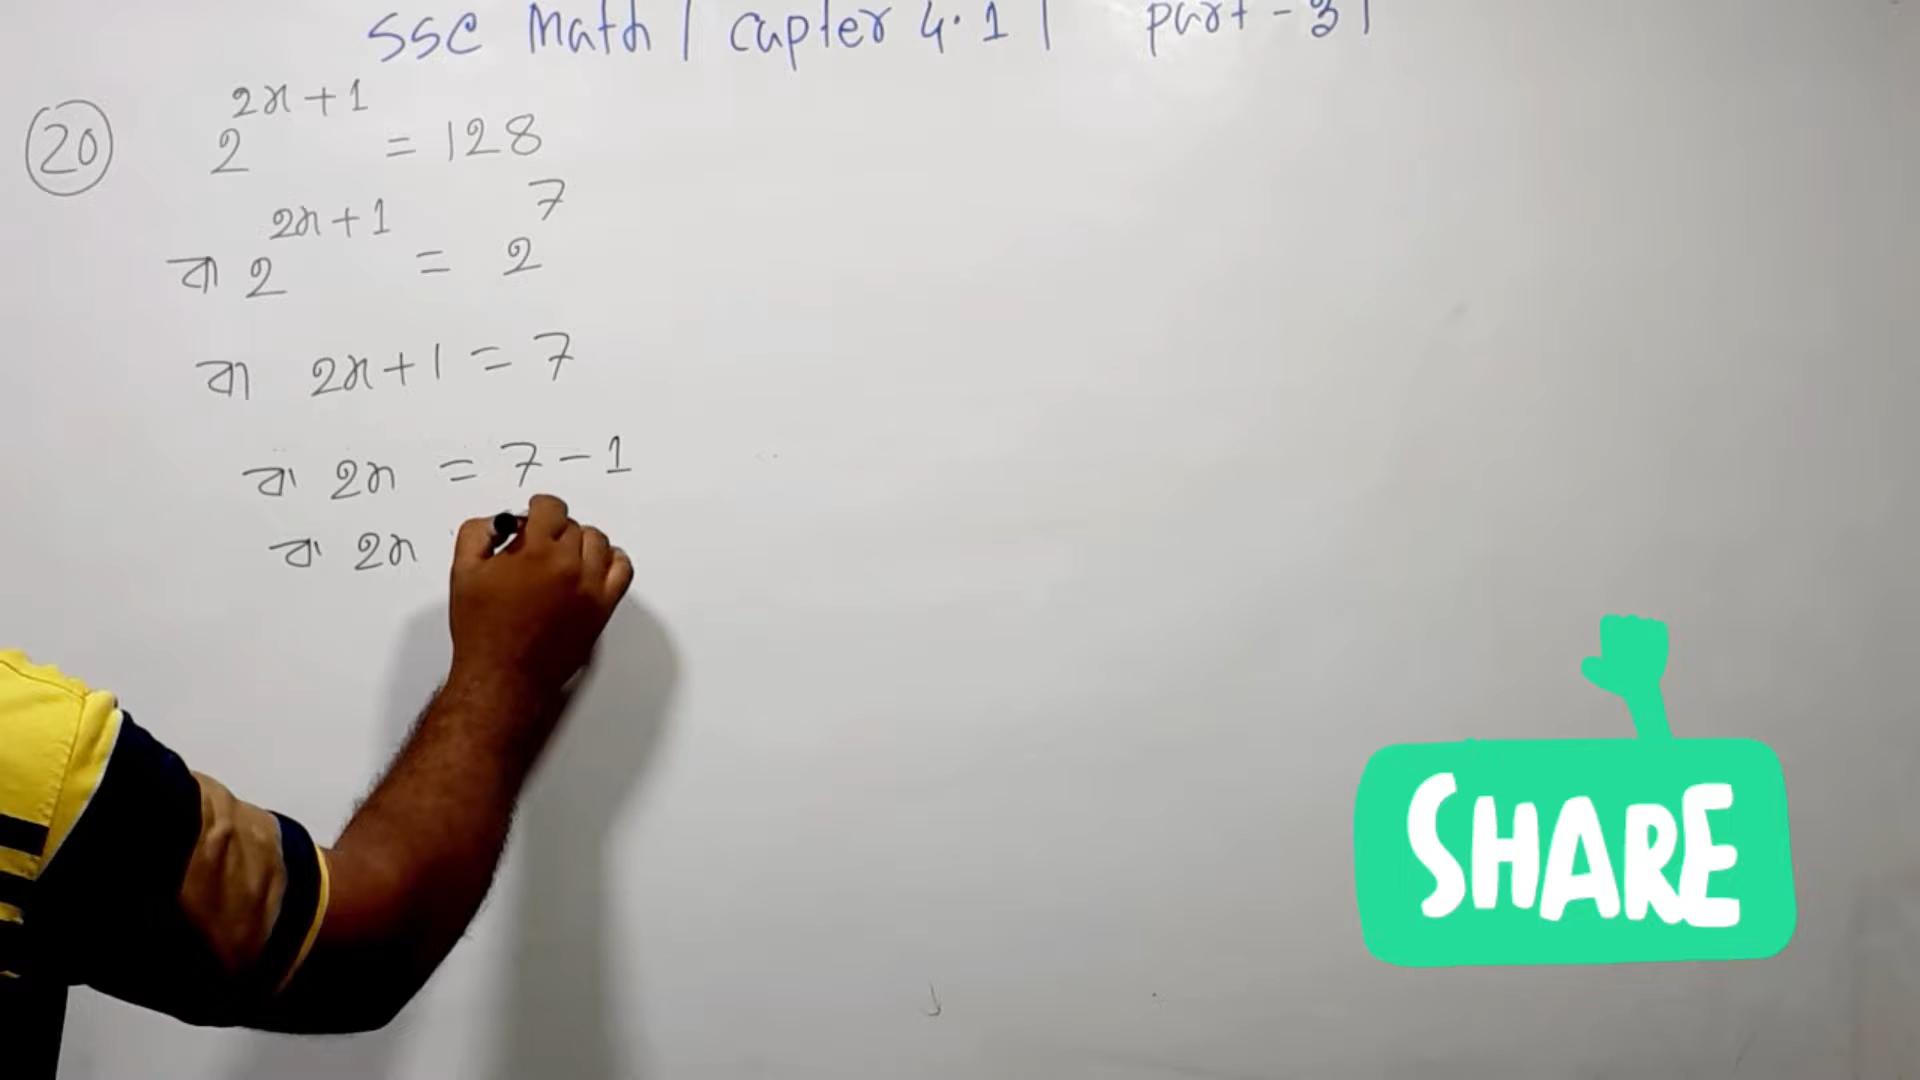 SSC Math | Capter 4.1 | part - 3 |
20 2^{2x+1} = 128
বা 2^{2x+1} = 2^7
বা 2x+1 = 7
বা 2x = 7-1
বা 2x
SHARE